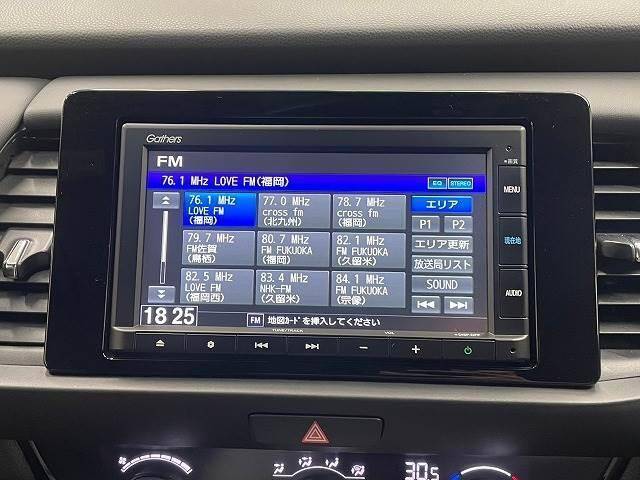 Gathers
FM
76.1 MHz LOVE FM(福岡)
EQ STEREO
76.1 MHz
LOVE FM
(福岡)
77.0 MHz
cross fm
(北九州)
78.7 MHz
cross fm
(福岡)
エリア
P1 P2
79.7 MHz
FM佐賀
(鳥栖)
80.7 MHz
FM FUKUOKA
(福岡)
82.1 MHz
FM FUKUOKA
(久留米)
エリア更新
放送局リスト
82.5 MHz
LOVE FM
(福岡西)
83.4 MHz
NHK-FM
(久留米)
84.1 MHz
FM FUKUOKA
(宗像)
SOUND
18 25
FM 地図ｶｰﾄﾞを挿入してください
TUNE/TRACK
VOL
画質
MENU
現在地
AUDIO
30.5